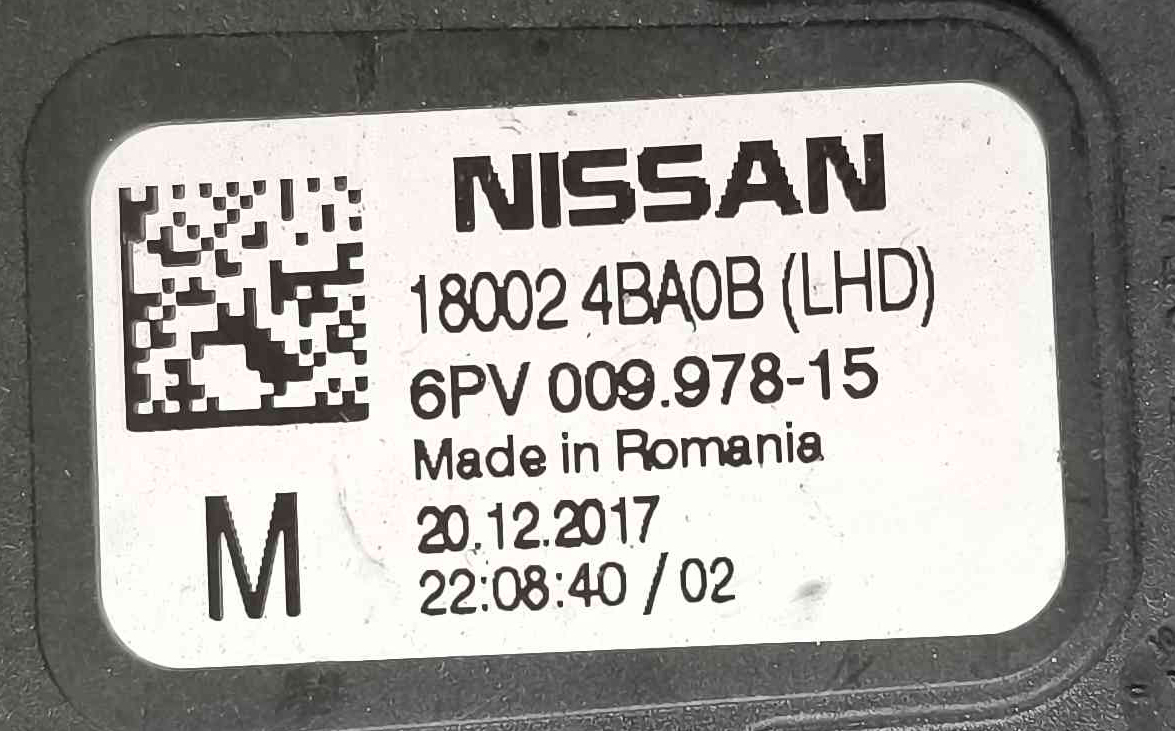 NISSAN
18002 4BA0B (LHD)
6PV 009.978-15
Made in Romania
20.12.2017
22:08:40 / 02
M